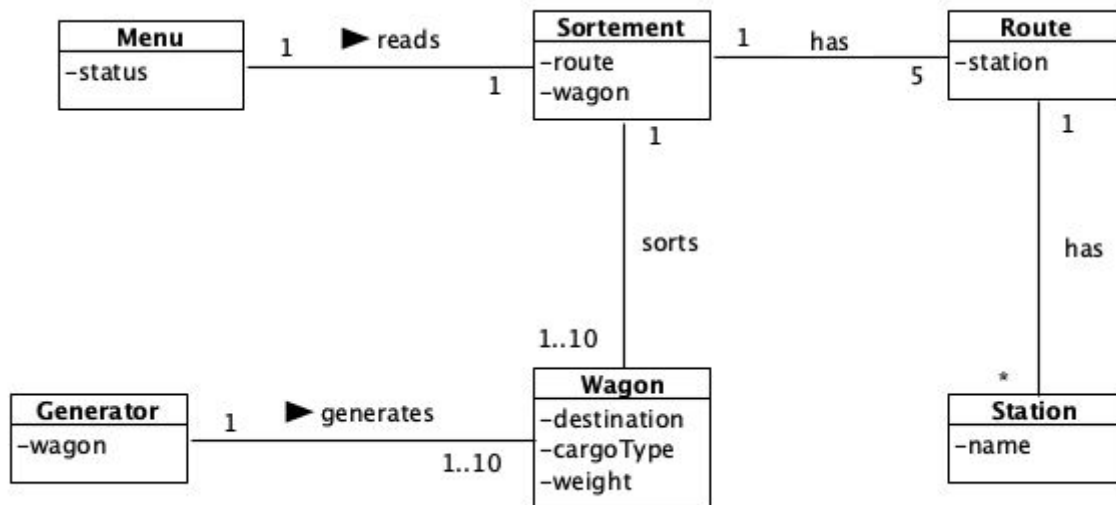 Menu
-status
1
▶ reads
1
Sortement
-route
-wagon
1
has
5
Route
-station
1
1
sorts
has
1..10
*
Generator
-wagon
1
▶ generates
1..10
Wagon
-destination
-cargoType
-weight
Station
-name